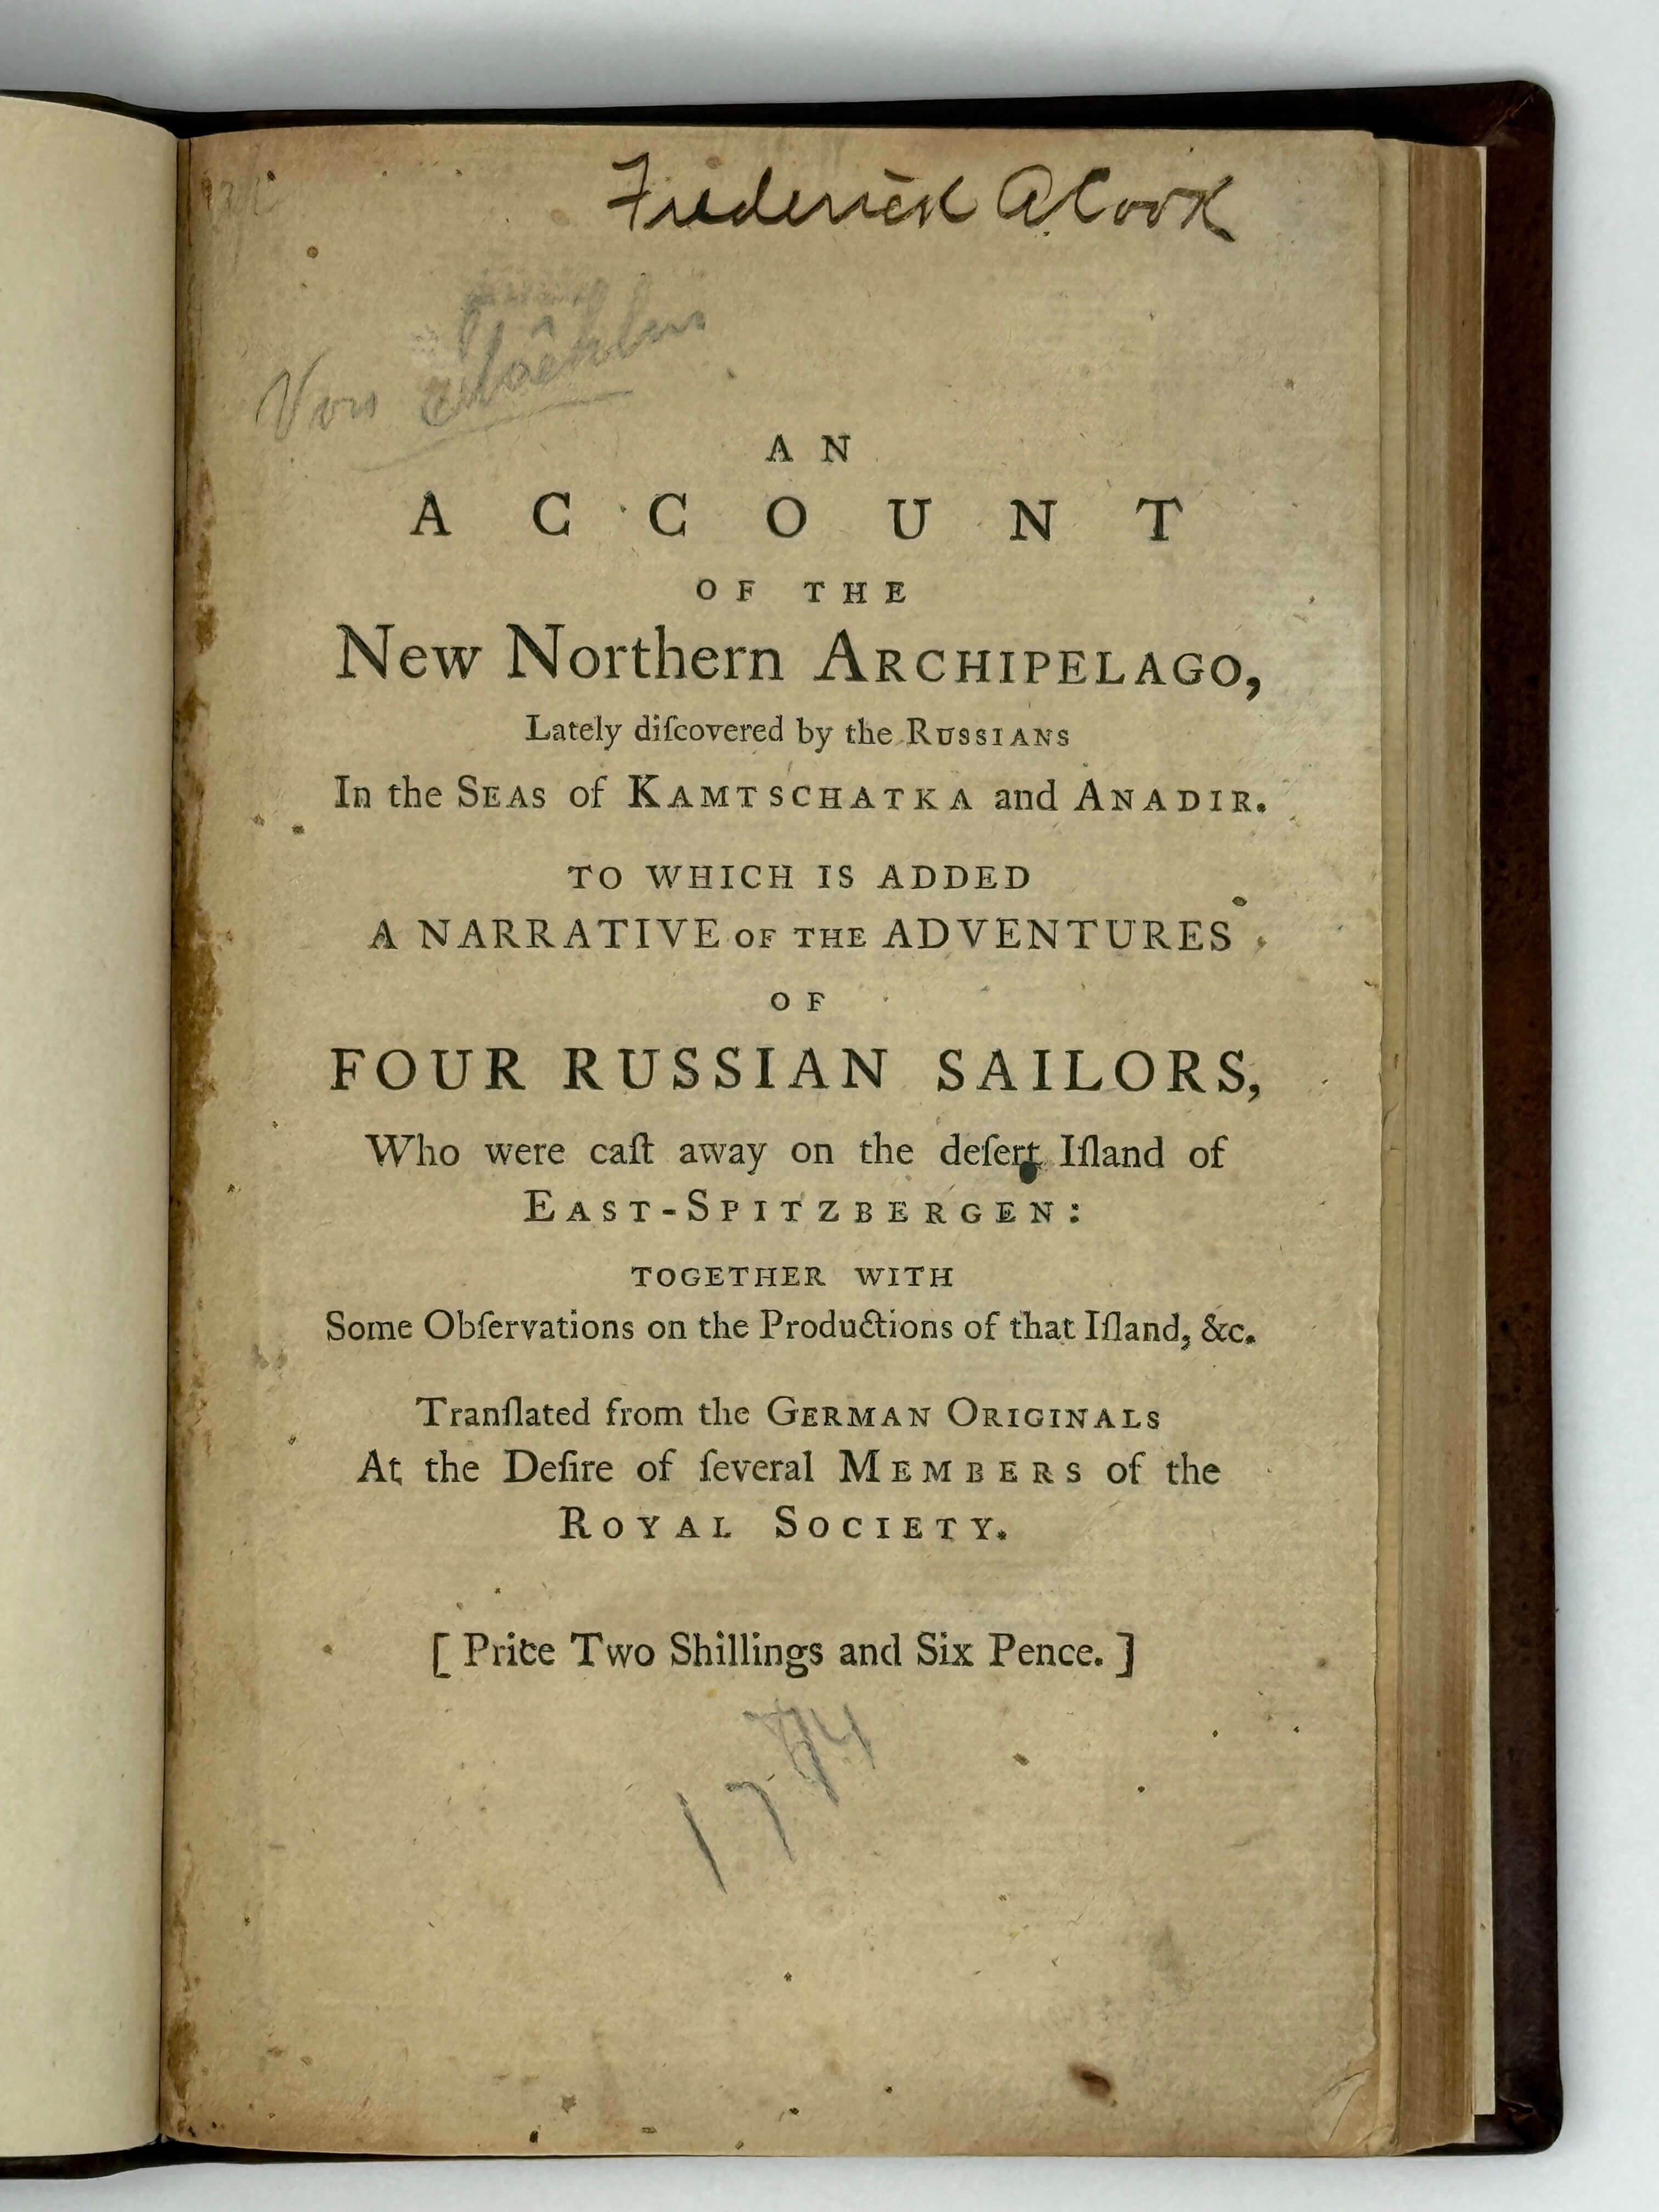 Frederick A Cook
Von Stoehlin
AN
ACCOUNT
OF THE
New Northern ARCHIPELAGO,
Lately diſcovered by the RUSSIANS
In the SEAS of KAMTSCHATKA and ANADIR.
TO WHICH IS ADDED
A NARRATIVE OF THE ADVENTURES
OF
FOUR RUSSIAN SAILORS,
Who were caſt away on the deſert Iſland of
EAST-SPITZBERGEN:
TOGETHER WITH
Some Obſervations on the Productions of that Iſland, &c.
Tranſlated from the GERMAN ORIGINALS
At the Deſire of ſeveral MEMBERS of the
ROYAL SOCIETY.
[ Price Two Shillings and Six Pence. ]
1774